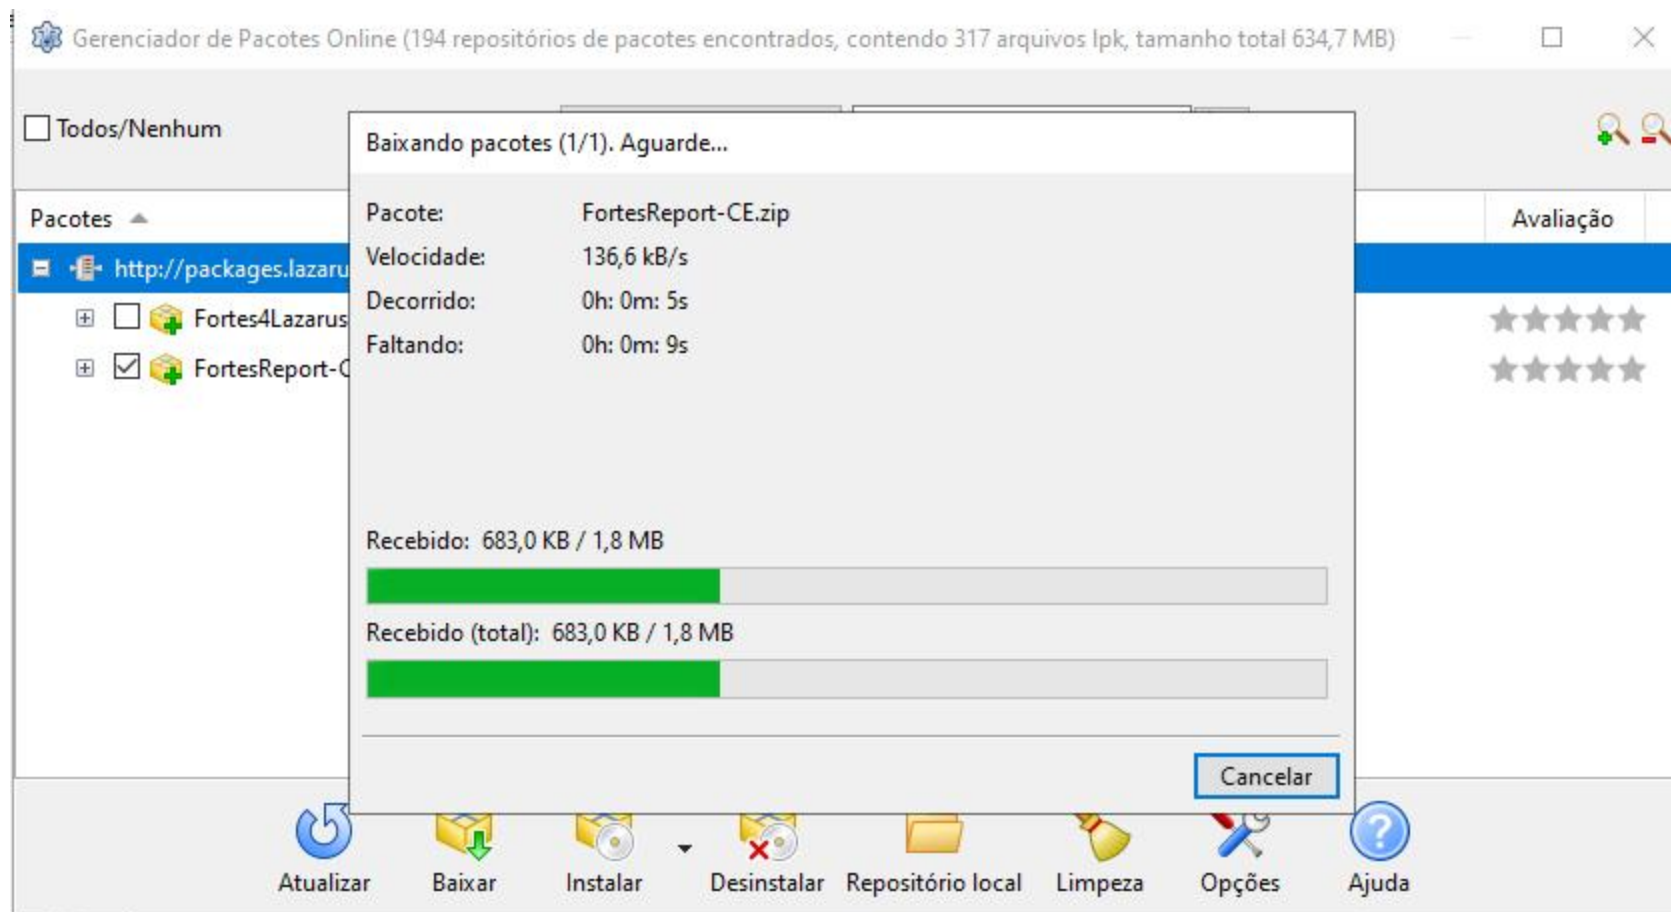 Gerenciador de Pacotes Online (194 repositórios de pacotes encontrados, contendo 317 arquivos lpk, tamanho total 634,7 MB)
Todos/Nenhum
Baixando pacotes (1/1). Aguarde...
Pacotes
Avaliação
http://packages.lazaru
Fortes4Lazarus
FortesReport-C
Pacote: FortesReport-CE.zip
Velocidade: 136,6 kB/s
Decorrido: 0h: 0m: 5s
Faltando: 0h: 0m: 9s
Recebido: 683,0 KB / 1,8 MB
Recebido (total): 683,0 KB / 1,8 MB
Cancelar
Atualizar Baixar Instalar Desinstalar Repositório local Limpeza Opções Ajuda